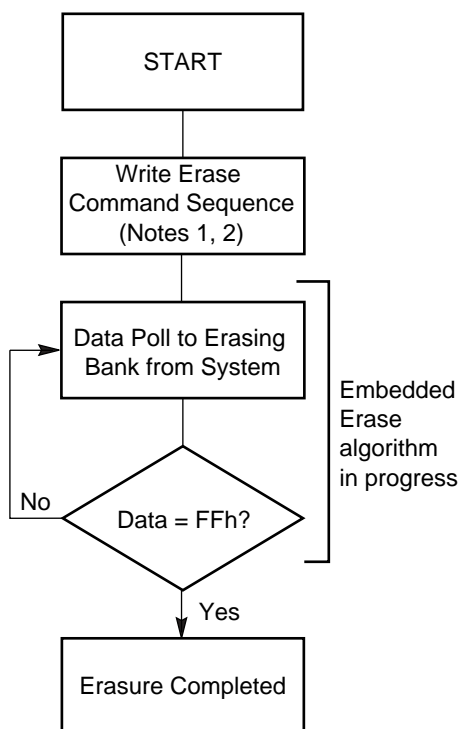 START
Write Erase
Command Sequence
(Notes 1, 2)
Data Poll to Erasing
Bank from System
Embedded
Erase
algorithm
in progress
No
Data = FFh?
Yes
Erasure Completed